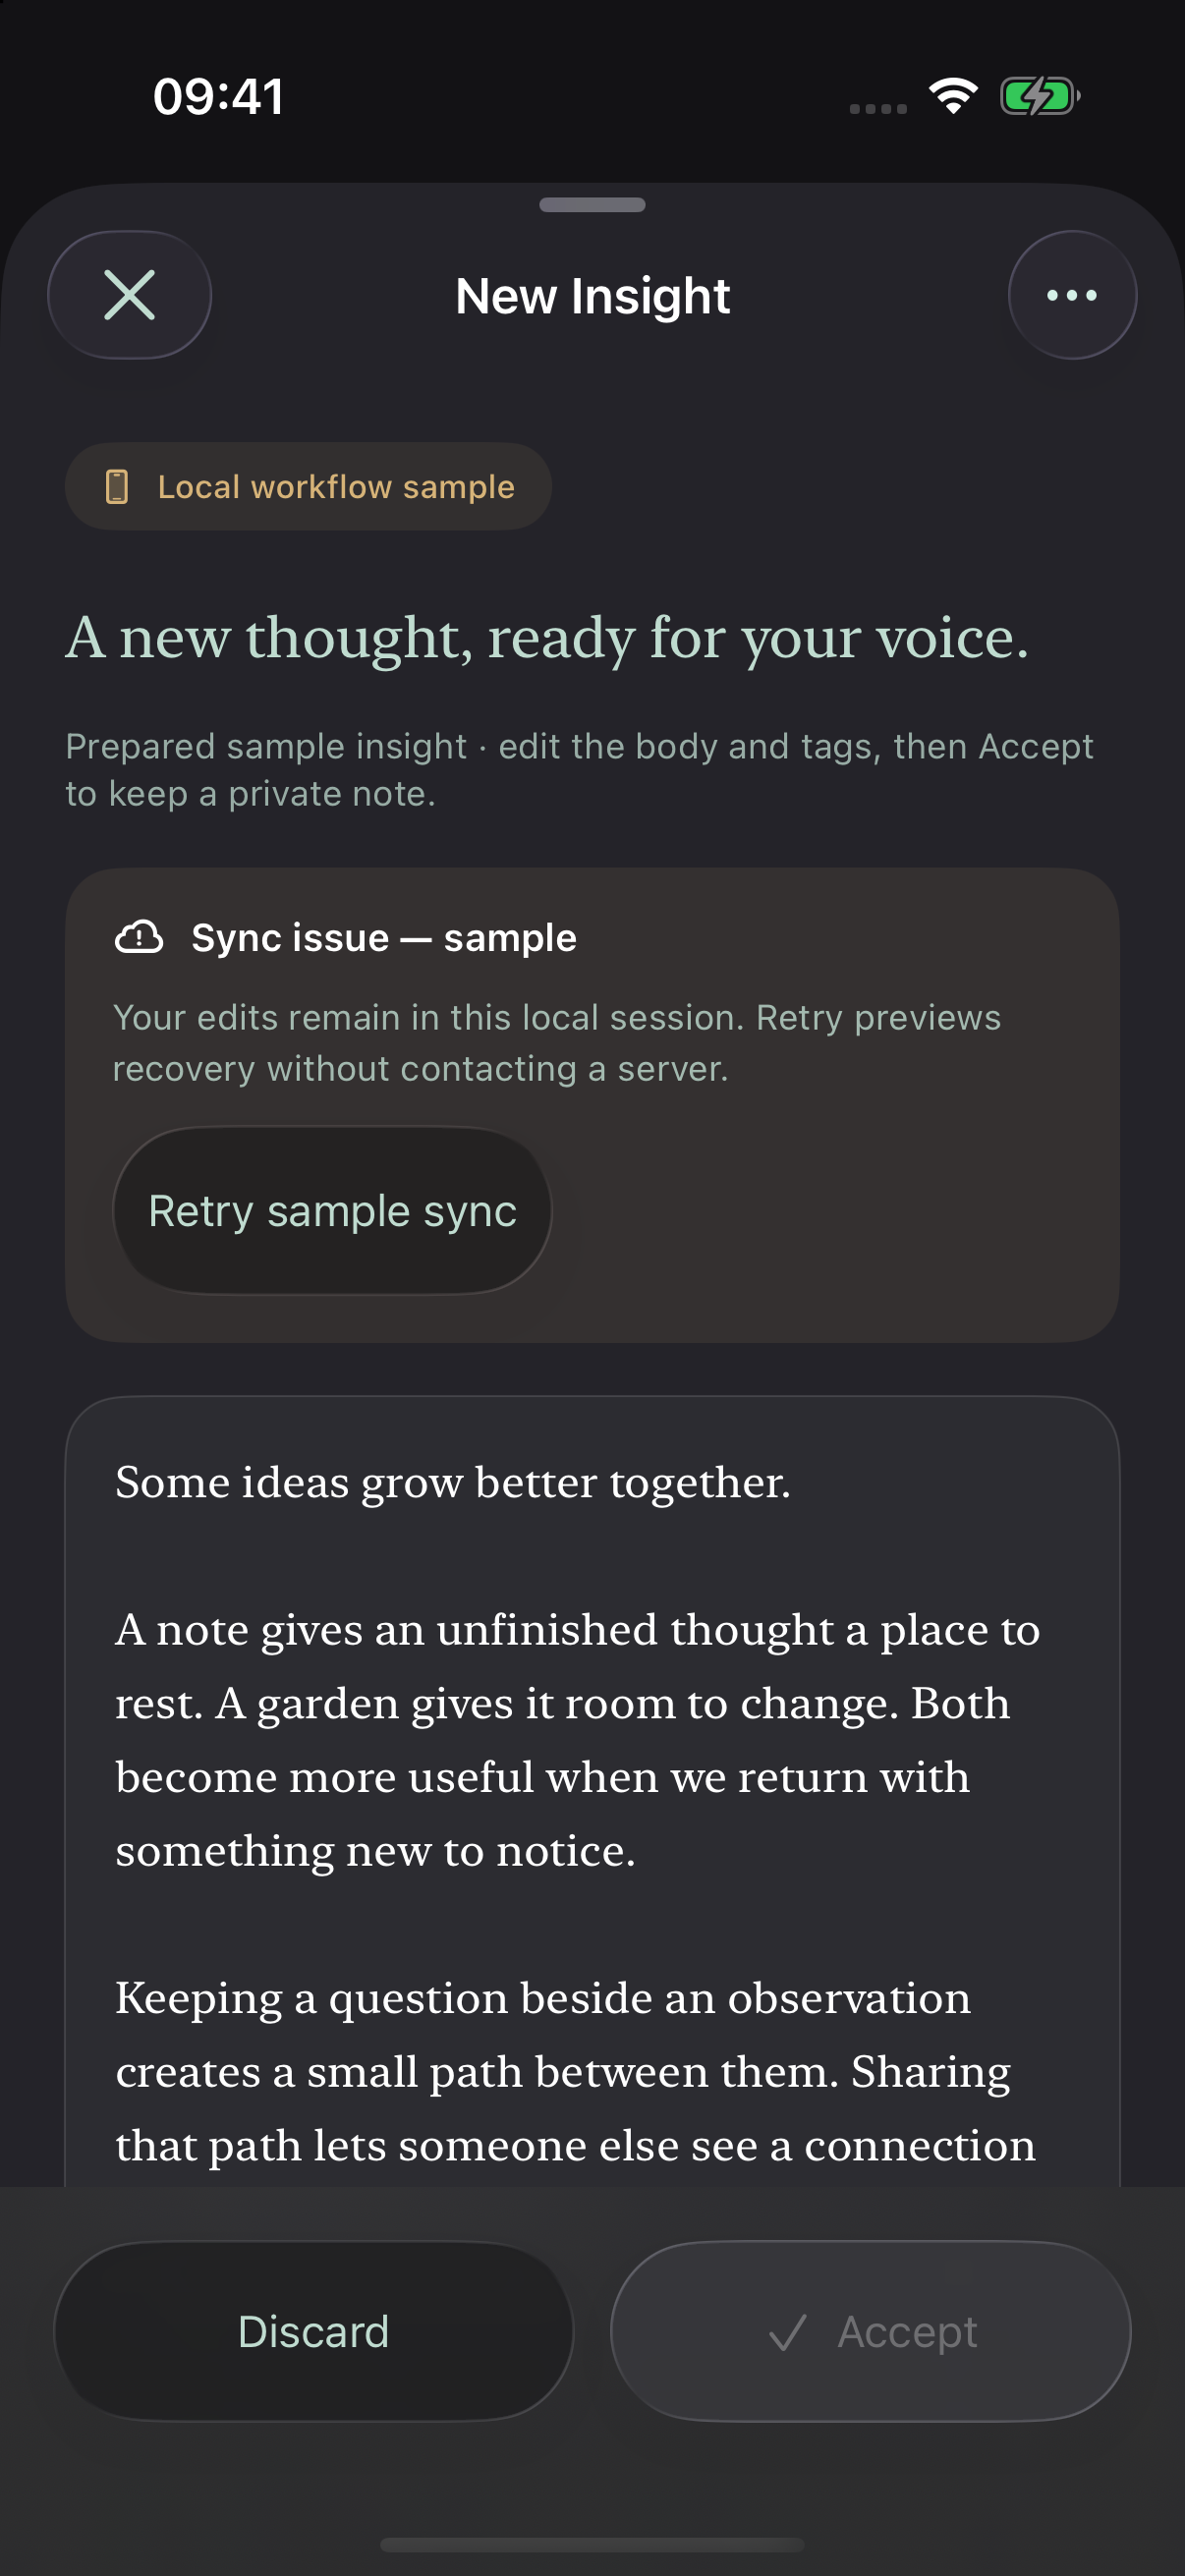 09:41
New Insight
Local workflow sample
A new thought, ready for your voice.
Prepared sample insight · edit the body and tags, then Accept
to keep a private note.
Sync issue — sample
Your edits remain in this local session. Retry previews
recovery without contacting a server.
Retry sample sync
Some ideas grow better together.
A note gives an unfinished thought a place to
rest. A garden gives it room to change. Both
become more useful when we return with
something new to notice.
Keeping a question beside an observation
creates a small path between them. Sharing
that path lets someone else see a connection
Discard
Accept